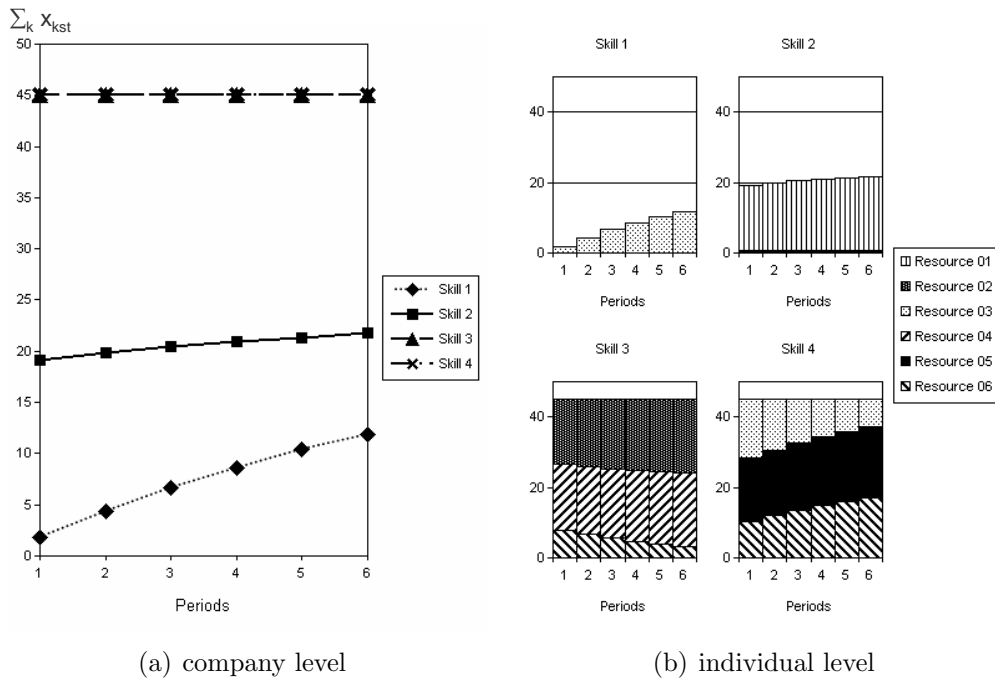 ∑k xkst
50
45
40
35
30
25
20
15
10
5
0
1 2 3 4 5 6
Periods
Skill 1
Skill 2
Skill 3
Skill 4
(a) company level
Skill 1
40
20
0
1 2 3 4 5 6
Periods
Skill 2
40
20
0
1 2 3 4 5 6
Periods
Skill 3
40
20
0
1 2 3 4 5 6
Periods
Skill 4
40
20
0
1 2 3 4 5 6
Periods
Resource 01
Resource 02
Resource 03
Resource 04
Resource 05
Resource 06
(b) individual level